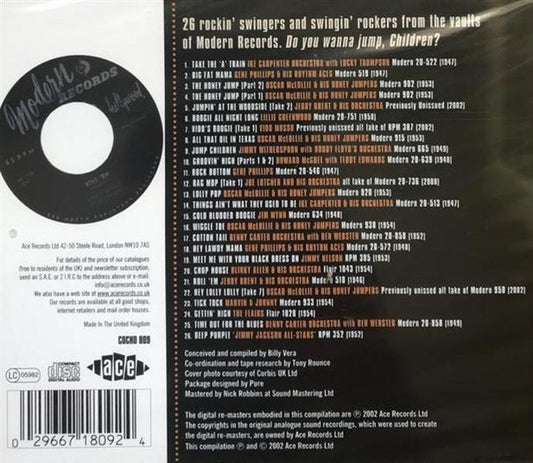 26 rockin' swingers and swingin' rockers from the vaults
of Modern Records. Do you wanna jump, Children?
1. TAKE THE 'A' TRAIN IKE CARPENTER ORCHESTRA with LUCKY THOMPSON Modern 20-522 (1947)
2. BIG FAT MAMA GENE PHILLIPS & HIS RHYTHM ACES Modern 519 (1947)
3. THE HONEY JUMP (Part 2) OSCAR McLOLLIE & HIS HONEY JUMPERS Modern 902 (1953)
4. THE HONEY JUMP (Part 1) OSCAR McLOLLIE & HIS HONEY JUMPERS Modern 902 (1953)
5. JUMPIN' AT THE WOODSIDE (Take 2) JERRY BRENT & HIS ORCHESTRA Previously Unissued (2002)
6. BOOGIE ALL NIGHT LONG LILLIE GREENWOOD Modern 20-751 (1950)
7. VIDO'S BOOGIE (Take 1) VIDO MUSSO Previously unissued alt take of RPM 387 (2002)
8. ALL THAT OIL IN TEXAS OSCAR McLOLLIE & HIS HONEY JUMPERS Modern 915 (1953)
9. JUMP CHILDREN JIMMY WITHERSPOON with BUDDY FLOYD'S ORCHESTRA Modern 665 (1949)
10. GROOVIN' HIGH (Parts 1 & 2) HOWARD McGHEE with TEDDY EDWARDS Modern 20-639 (1948)
11. ROCK BOTTOM GENE PHILLIPS Modern 20-546 (1947)
12. RAG MOP (Take 1) JOE LUTCHER AND HIS ORCHESTRA alt take of Modern 20-736 (2000)
13. LOLLY POP OSCAR McLOLLIE & HIS HONEY JUMPERS Modern 920 (1953)
14. THINGS AIN'T WHAT THEY USED TO BE IKE CARPENTER & HIS ORCHESTRA Modern 20-513 (1947)
15. COLD BLOODED BOOGIE JIM WYNN Modern 634 (1948)
16. WIGGLE TOE OSCAR McLOLLIE & HIS HONEY JUMPERS Modern 938 (1954)
17. COTTON TAIL BENNY CARTER ORCHESTRA with BEN WEBSTER Modern 20-858 (1952)
18. HEY LAWDY MAMA GENE PHILLIPS & HIS RHYTHM ACES Modern 20-572 (1948)
19. MEET ME WITH YOUR BLACK DRESS ON JIMMY NELSON RPM 385 (1953)
20. CHOP HOUSE BLINKY ALLEN & HIS ORCHESTRA Flair 1043 (1954)
21. ROLL 'EM JERRY BRENT & HIS ORCHESTRA Modern 510 (1946)
22. HEY LOLLY LOLLY (Take 7) OSCAR McLOLLIE & HIS HONEY JUMPERS Previously unissued alt take of Modern 950 (2002)
23. TICK TOCK MARVIN & JOHNNY Modern 933 (1954)
24. GETTIN' HIGH THE FLAIRS Flair 1028 (1954)
25. TIME OUT FOR THE BLUES BENNY CARTER ORCHESTRA with BEN WEBSTER Modern 20-858 (1949)
26. DEEP PURPLE 'JIMMY JACKSON ALL-STARS' RPM 352 (1952)
Conceived and compiled by Billy Vera
Co-ordination and tape research by Tony Rounce
Cover photo courtesy of Corbis UK Ltd
Package designed by Pure
Mastered by Nick Robbins at Sound Mastering Ltd
The digital re-masters embodied in this compilation are ℗ 2002 Ace Records Ltd
The copyrights in the original analogue sound recordings, which were used to create
the digital re-masters, are owned by Ace Records Ltd
This compilation ℗ and © 2002 Ace Records Ltd
Modern
RECORDS
Hollywood
45 R.P.M.
ROLL 'EM
Ace Records Ltd 42-50 Steele Road, London NW10 7AS
For details of the price of our catalogues
(free to residents of the UK) and newsletter subscription,
send an S.A.E. or 2 I.R.C to the address above or e-mail:
info@acerecords.co.uk
We also have a web site at www.acerecords.co.uk
Our records are available at all good shops,
internet retailers and mail order houses.
Made In The United Kingdom
CDCHD 809
LC 05982
COMPACT
disc
DIGITAL AUDIO
ACE
0 29667 18092 4